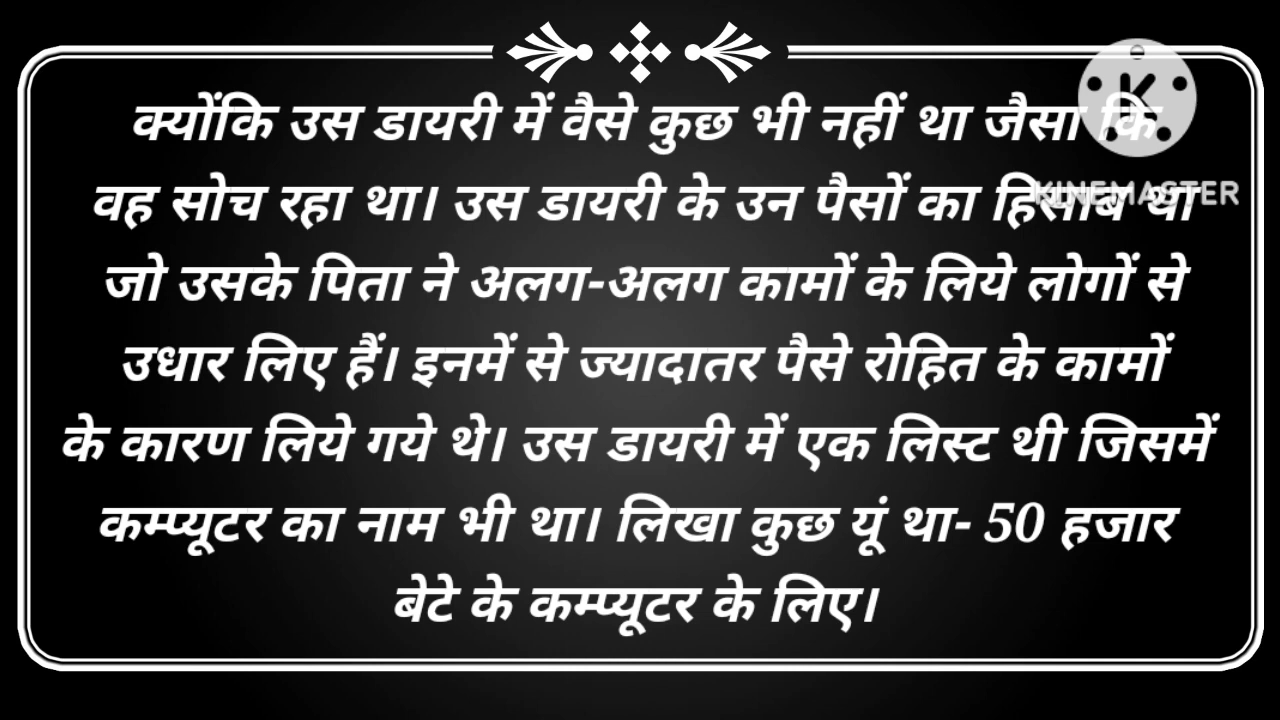 क्योंकि उस डायरी में वैसे कुछ भी नहीं था जैसा कि
वह सोच रहा था। उस डायरी के उन पैसों का हिसाब था
जो उसके पिता ने अलग-अलग कामों के लिये लोगों से
उधार लिए हैं। इनमें से ज्यादातर पैसे रोहित के कामों
के कारण लिये गये थे। उस डायरी में एक लिस्ट थी जिसमें
कम्प्यूटर का नाम भी था। लिखा कुछ यूं था- 50 हजार
बेटे के कम्प्यूटर के लिए।
K
KINEMASTER